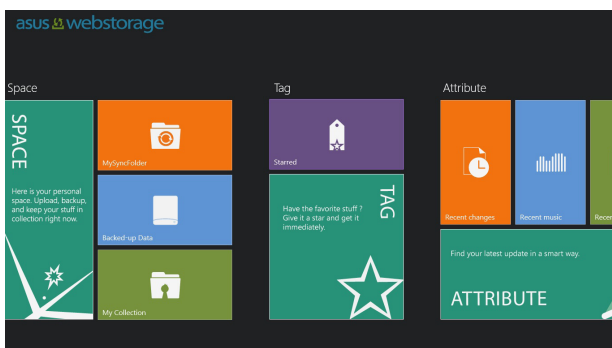 asus webstorage
Space
SPACE
Here is your personal
space. Upload, backup,
and keep your stuff in
collection right now.
MySyncFolder
Backed-up Data
My Collection
Tag
Starred
Have the favorite stuff ?
Give it a star and get it
immediately.
TAG
Attribute
Recent changes
Recent music
Recen
Find your latest update in a smart way.
ATTRIBUTE